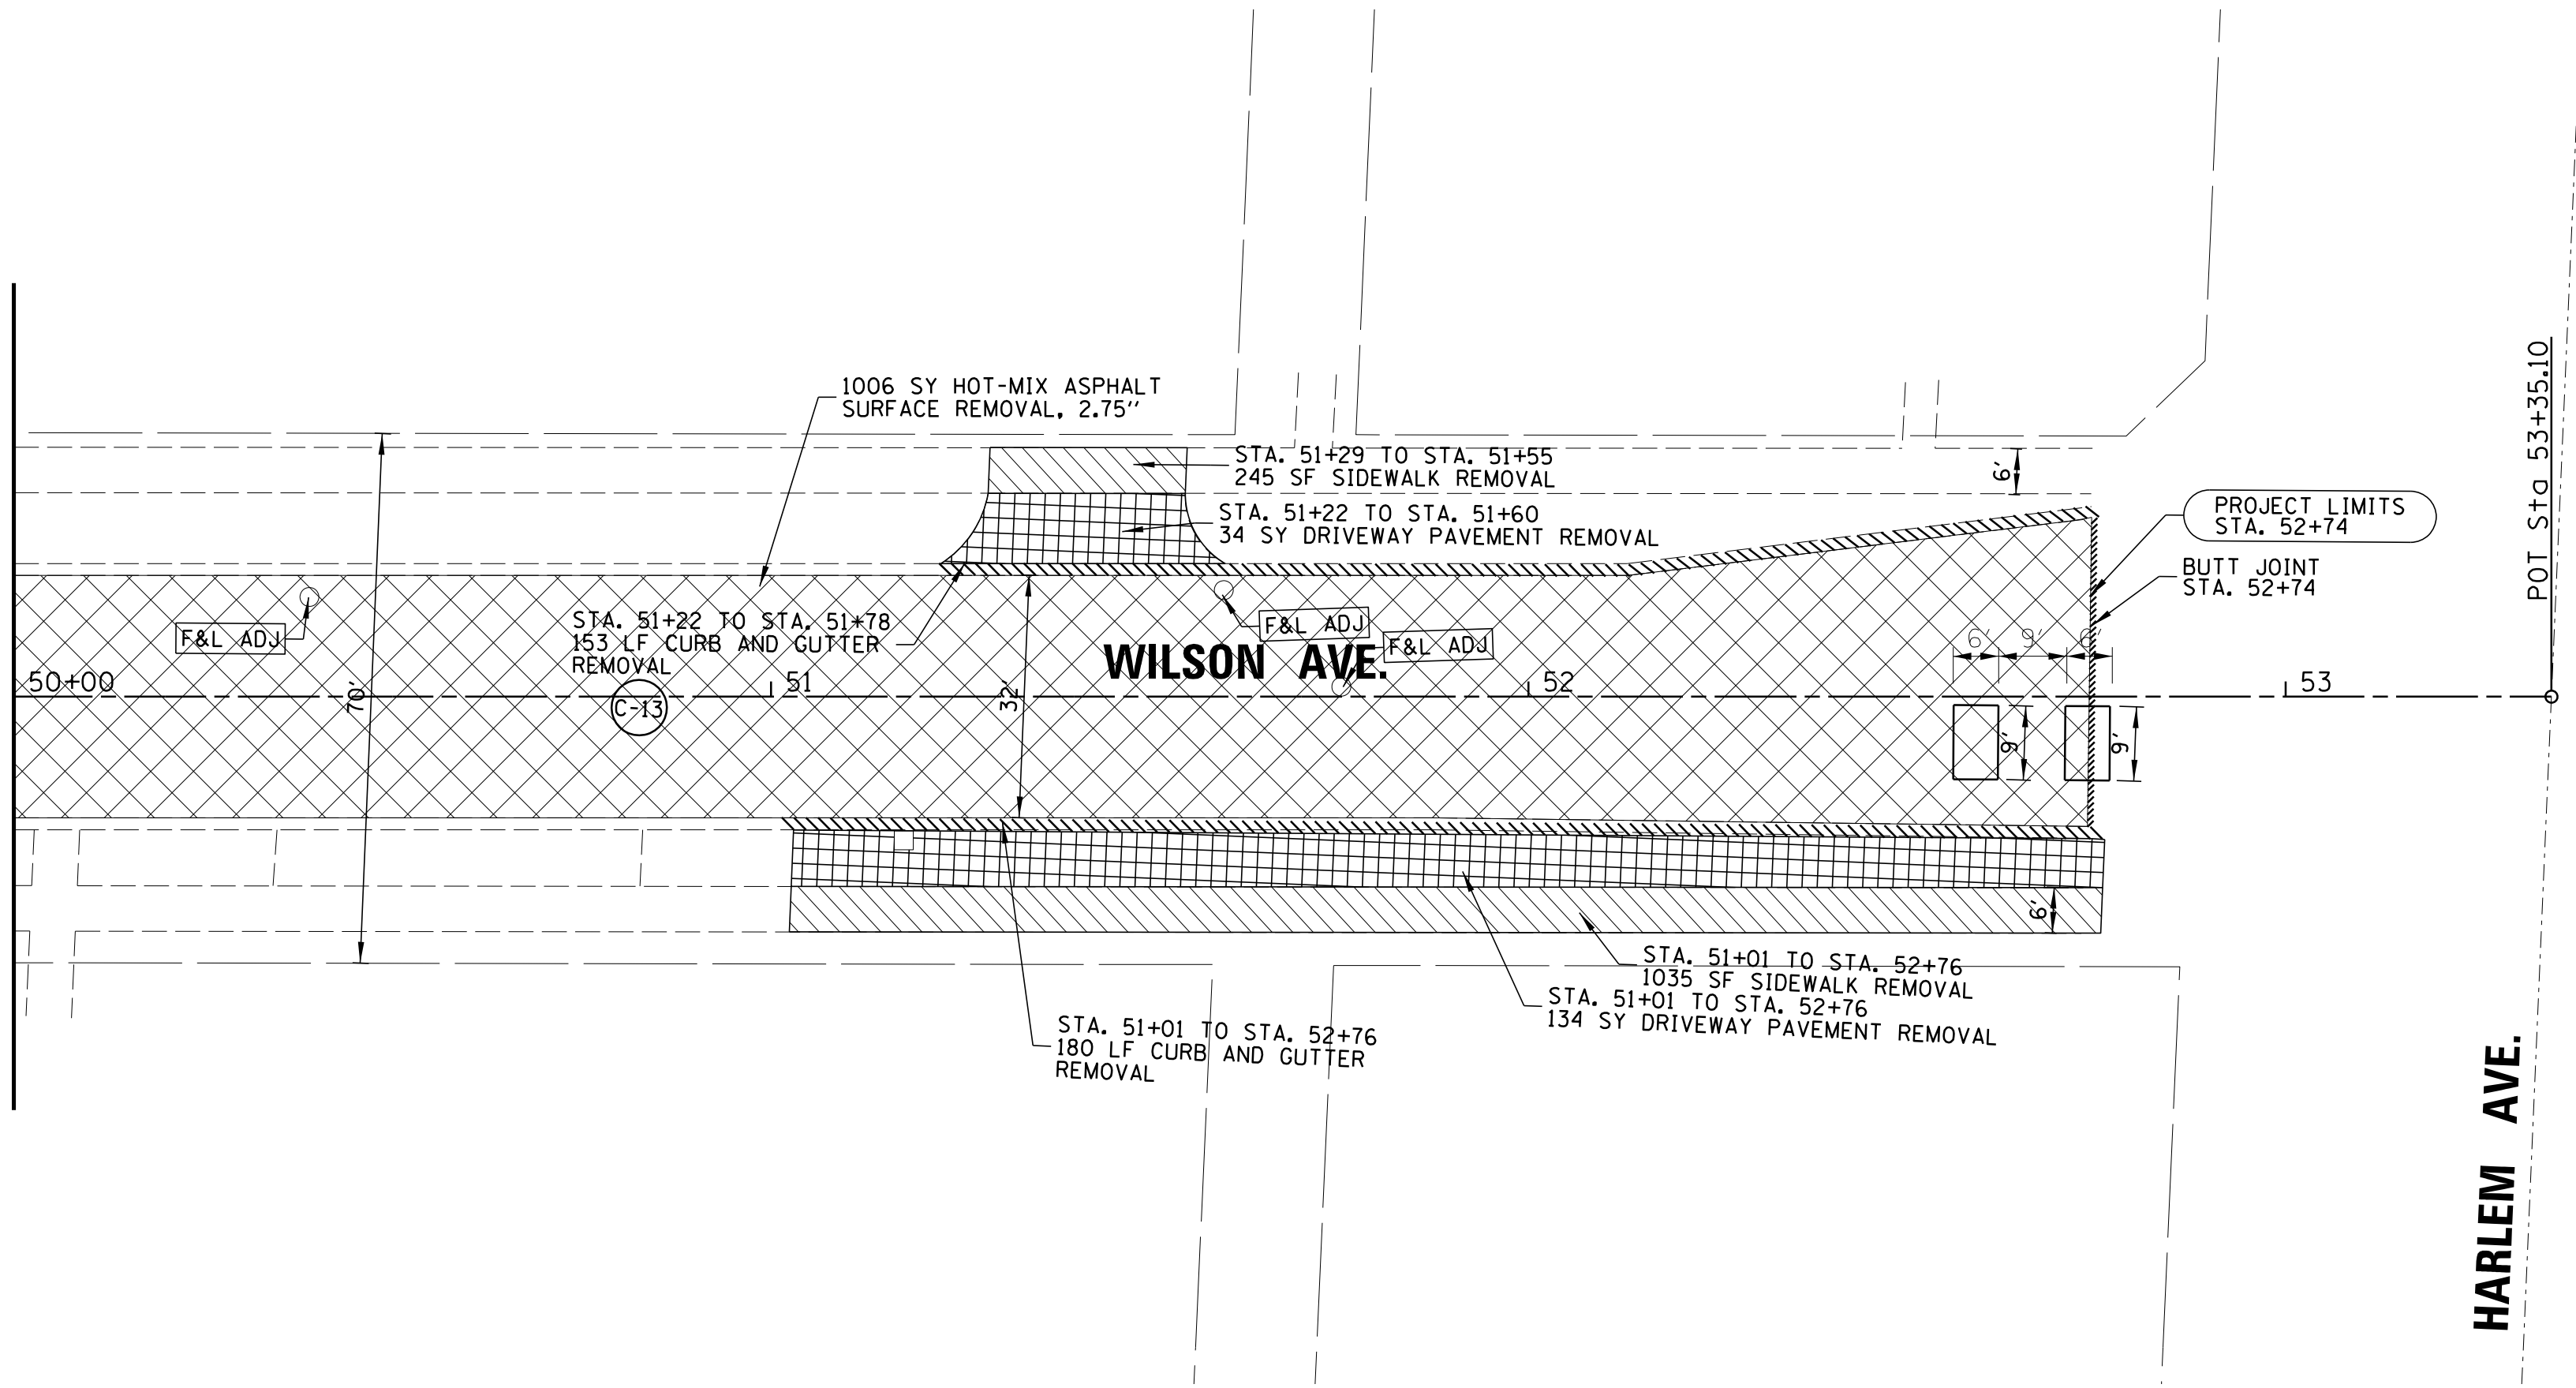 1006 SY HOT-MIX ASPHALT
SURFACE REMOVAL, 2.75''
STA. 51+29 TO STA. 51+55
245 SF SIDEWALK REMOVAL
STA. 51+22 TO STA. 51+60
34 SY DRIVEWAY PAVEMENT REMOVAL
6'
PROJECT LIMITS
STA. 52+74
BUTT JOINT
STA. 52+74
POT Sta 53+35.10
F&L ADJ
STA. 51+22 TO STA. 51+78
153 LF CURB AND GUTTER
REMOVAL
F&L ADJ
F&L ADJ
WILSON AVE.
6' 9' 6'
50+00
51
52
53
70'
C-13
32'
9'
9'
6'
STA. 51+01 TO STA. 52+76
1035 SF SIDEWALK REMOVAL
STA. 51+01 TO STA. 52+76
134 SY DRIVEWAY PAVEMENT REMOVAL
STA. 51+01 TO STA. 52+76
180 LF CURB AND GUTTER
REMOVAL
HARLEM AVE.